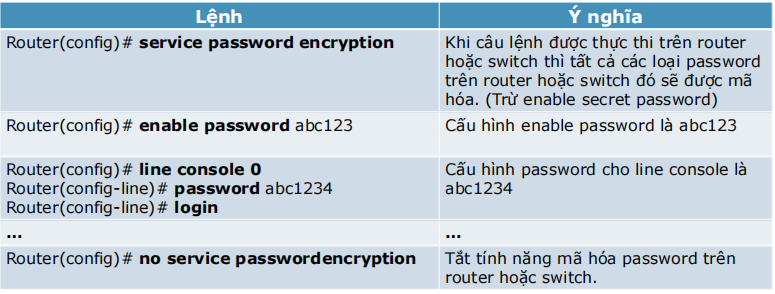 Lệnh Ý nghĩa
Router(config)# service password encryption
Khi câu lệnh được thực thi trên router
hoặc switch thì tất cả các loại password
trên router hoặc switch đó sẽ được mã
hóa. (Trừ enable secret password)
Router(config)# enable password abc123
Cấu hình enable password là abc123
Router(config)# line console 0
Router(config-line)# password abc1234
Router(config-line)# login
Cấu hình password cho line console là
abc1234
...
...
Router(config)# no service passwordencryption
Tắt tính năng mã hóa password trên
router hoặc switch.